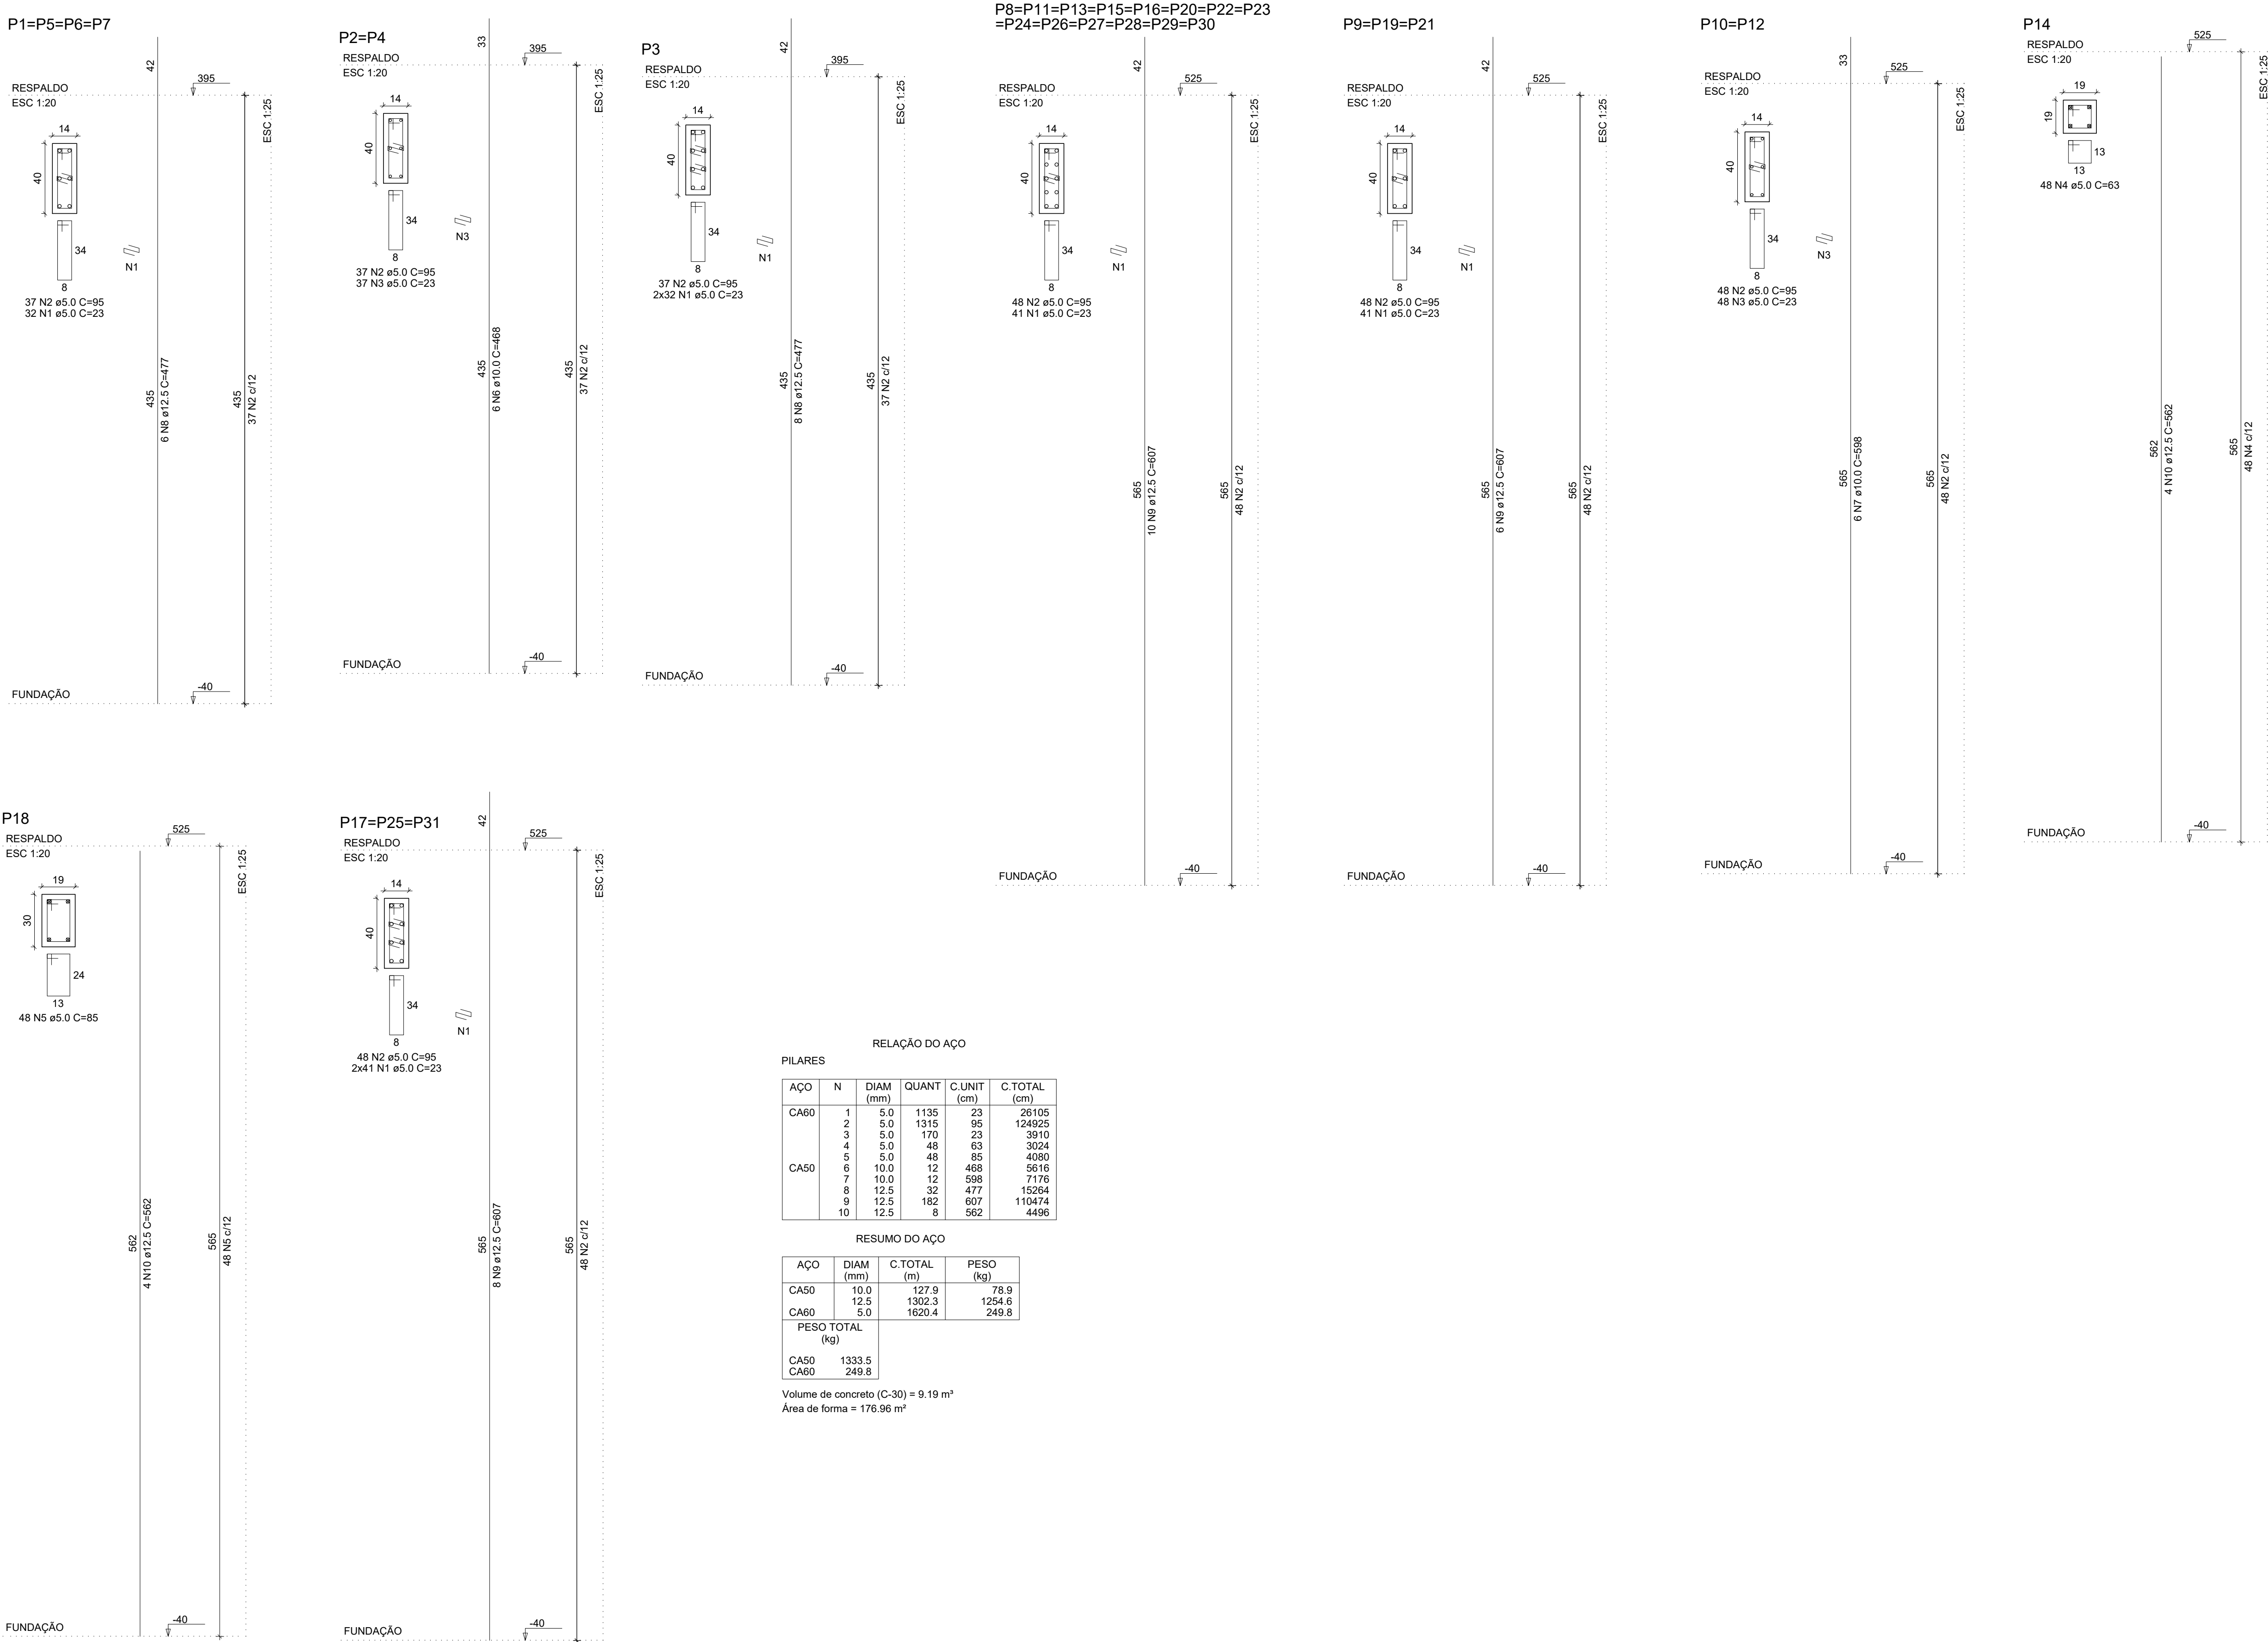 P1=P5=P6=P7
42
395
RESPALDO
ESC 1:20
ESC 1:25
14
40
34
8
N1
37 N2 ø5.0 C=95
32 N1 ø5.0 C=23
435
6 N8 ø12.5 C=477
435
37 N2 c/12
FUNDAÇÃO
-40
P2=P4
33
395
RESPALDO
ESC 1:20
ESC 1:25
14
40
34
8
N3
37 N2 ø5.0 C=95
37 N3 ø5.0 C=23
435
6 N6 ø10.0 C=468
435
37 N2 c/12
FUNDAÇÃO
-40
P3
42
395
RESPALDO
ESC 1:20
ESC 1:25
14
40
34
8
N1
37 N2 ø5.0 C=95
2x32 N1 ø5.0 C=23
435
8 N8 ø12.5 C=477
435
37 N2 c/12
FUNDAÇÃO
-40
P8=P11=P13=P15=P16=P20=P22=P23
=P24=P26=P27=P28=P29=P30
42
525
RESPALDO
ESC 1:20
ESC 1:25
14
40
34
8
N1
48 N2 ø5.0 C=95
41 N1 ø5.0 C=23
565
10 N9 ø12.5 C=607
565
48 N2 c/12
FUNDAÇÃO
-40
P9=P19=P21
42
525
RESPALDO
ESC 1:20
ESC 1:25
14
40
34
8
N1
48 N2 ø5.0 C=95
41 N1 ø5.0 C=23
565
6 N9 ø12.5 C=607
565
48 N2 c/12
FUNDAÇÃO
-40
P10=P12
33
525
RESPALDO
ESC 1:20
ESC 1:25
14
40
34
8
N3
48 N2 ø5.0 C=95
48 N3 ø5.0 C=23
565
6 N7 ø10.0 C=598
565
48 N2 c/12
FUNDAÇÃO
-40
P14
525
RESPALDO
ESC 1:20
ESC 1:25
19
19
13
13
48 N4 ø5.0 C=63
562
4 N10 ø12.5 C=562
565
48 N4 c/12
FUNDAÇÃO
-40
P18
525
RESPALDO
ESC 1:20
ESC 1:25
19
30
24
13
48 N5 ø5.0 C=85
562
4 N10 ø12.5 C=562
565
48 N5 c/12
FUNDAÇÃO
-40
P17=P25=P31
42
525
RESPALDO
ESC 1:20
ESC 1:25
14
40
34
8
N1
48 N2 ø5.0 C=95
2x41 N1 ø5.0 C=23
565
8 N9 ø12.5 C=607
565
48 N2 c/12
FUNDAÇÃO
-40
RELAÇÃO DO AÇO
PILARES
AÇO N DIAM QUANT C.UNIT C.TOTAL
(mm) (cm) (cm)
CA60 1 5.0 1135 23 26105
2 5.0 1315 95 124925
3 5.0 170 23 3910
4 5.0 48 63 3024
5 5.0 48 85 4080
CA50 6 10.0 12 468 5616
7 10.0 12 598 7176
8 12.5 32 477 15264
9 12.5 182 607 110474
10 12.5 8 562 4496
RESUMO DO AÇO
AÇO DIAM C.TOTAL PESO
(mm) (m) (kg)
CA50 10.0 127.9 78.9
12.5 1302.3 1254.6
CA60 5.0 1620.4 249.8
PESO TOTAL
(kg)
CA50 1333.5
CA60 249.8
Volume de concreto (C-30) = 9.19 m³
Área de forma = 176.96 m²